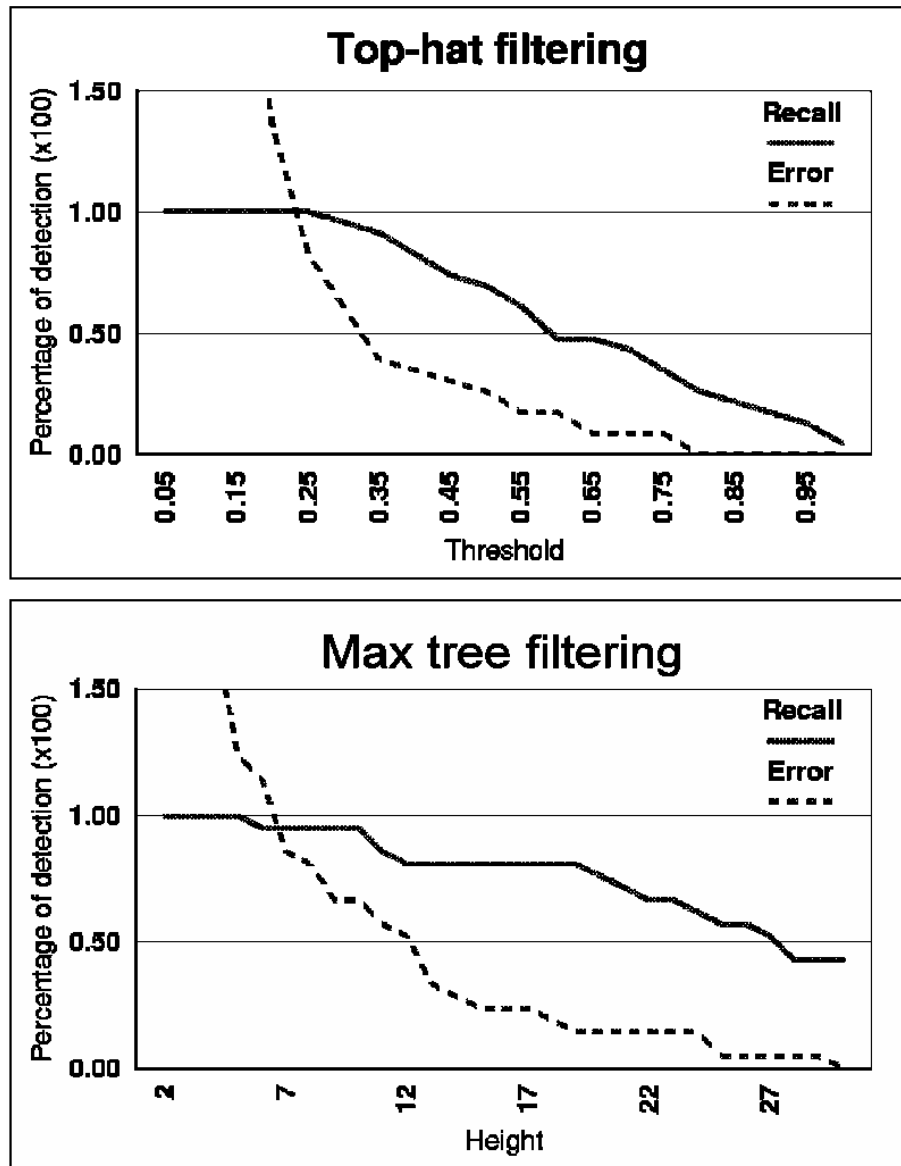 Top-hat filtering
Percentage of detection (x100)
1.50
1.00
0.50
0.00
Recall
Error
0.05 0.15 0.25 0.35 0.45 0.55 0.65 0.75 0.85 0.95
Threshold
Max tree filtering
Percentage of detection (x100)
1.50
1.00
0.50
0.00
Recall
Error
2 7 12 17 22 27
Height